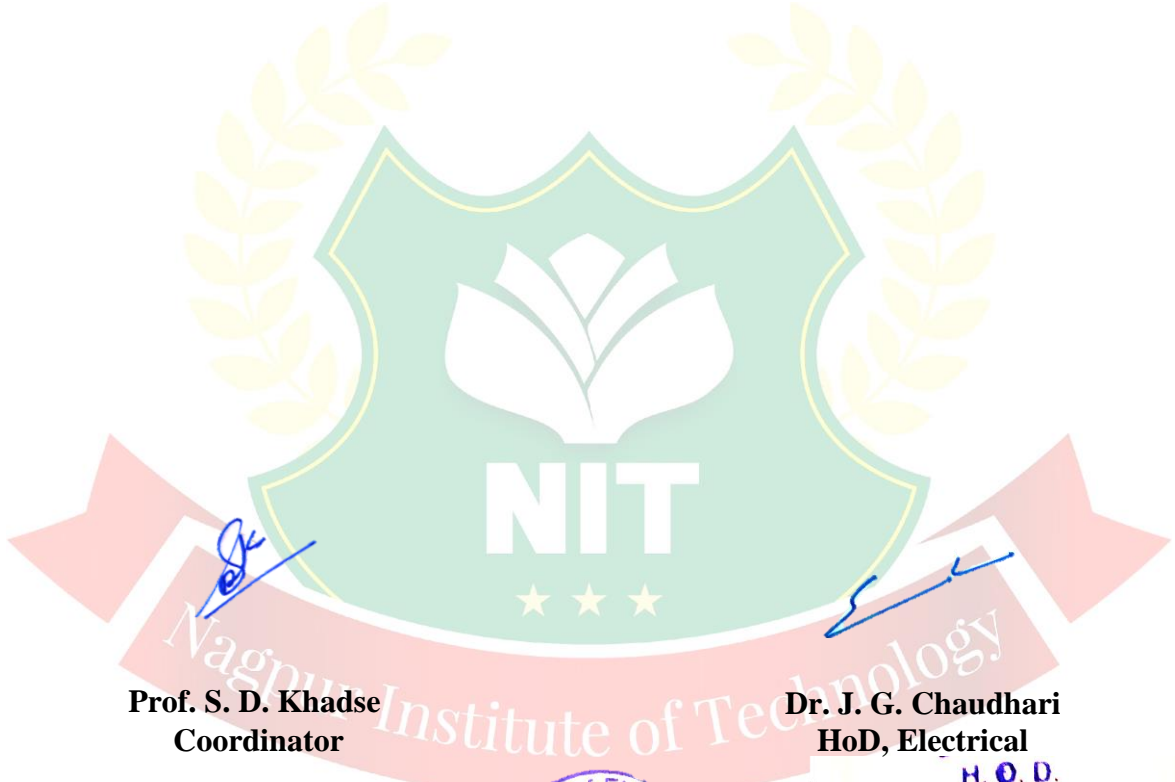 NIT
Nagpur Institute of Technology
Prof. S. D. Khadse
Coordinator
Dr. J. G. Chaudhari
HoD, Electrical
H. O. D.